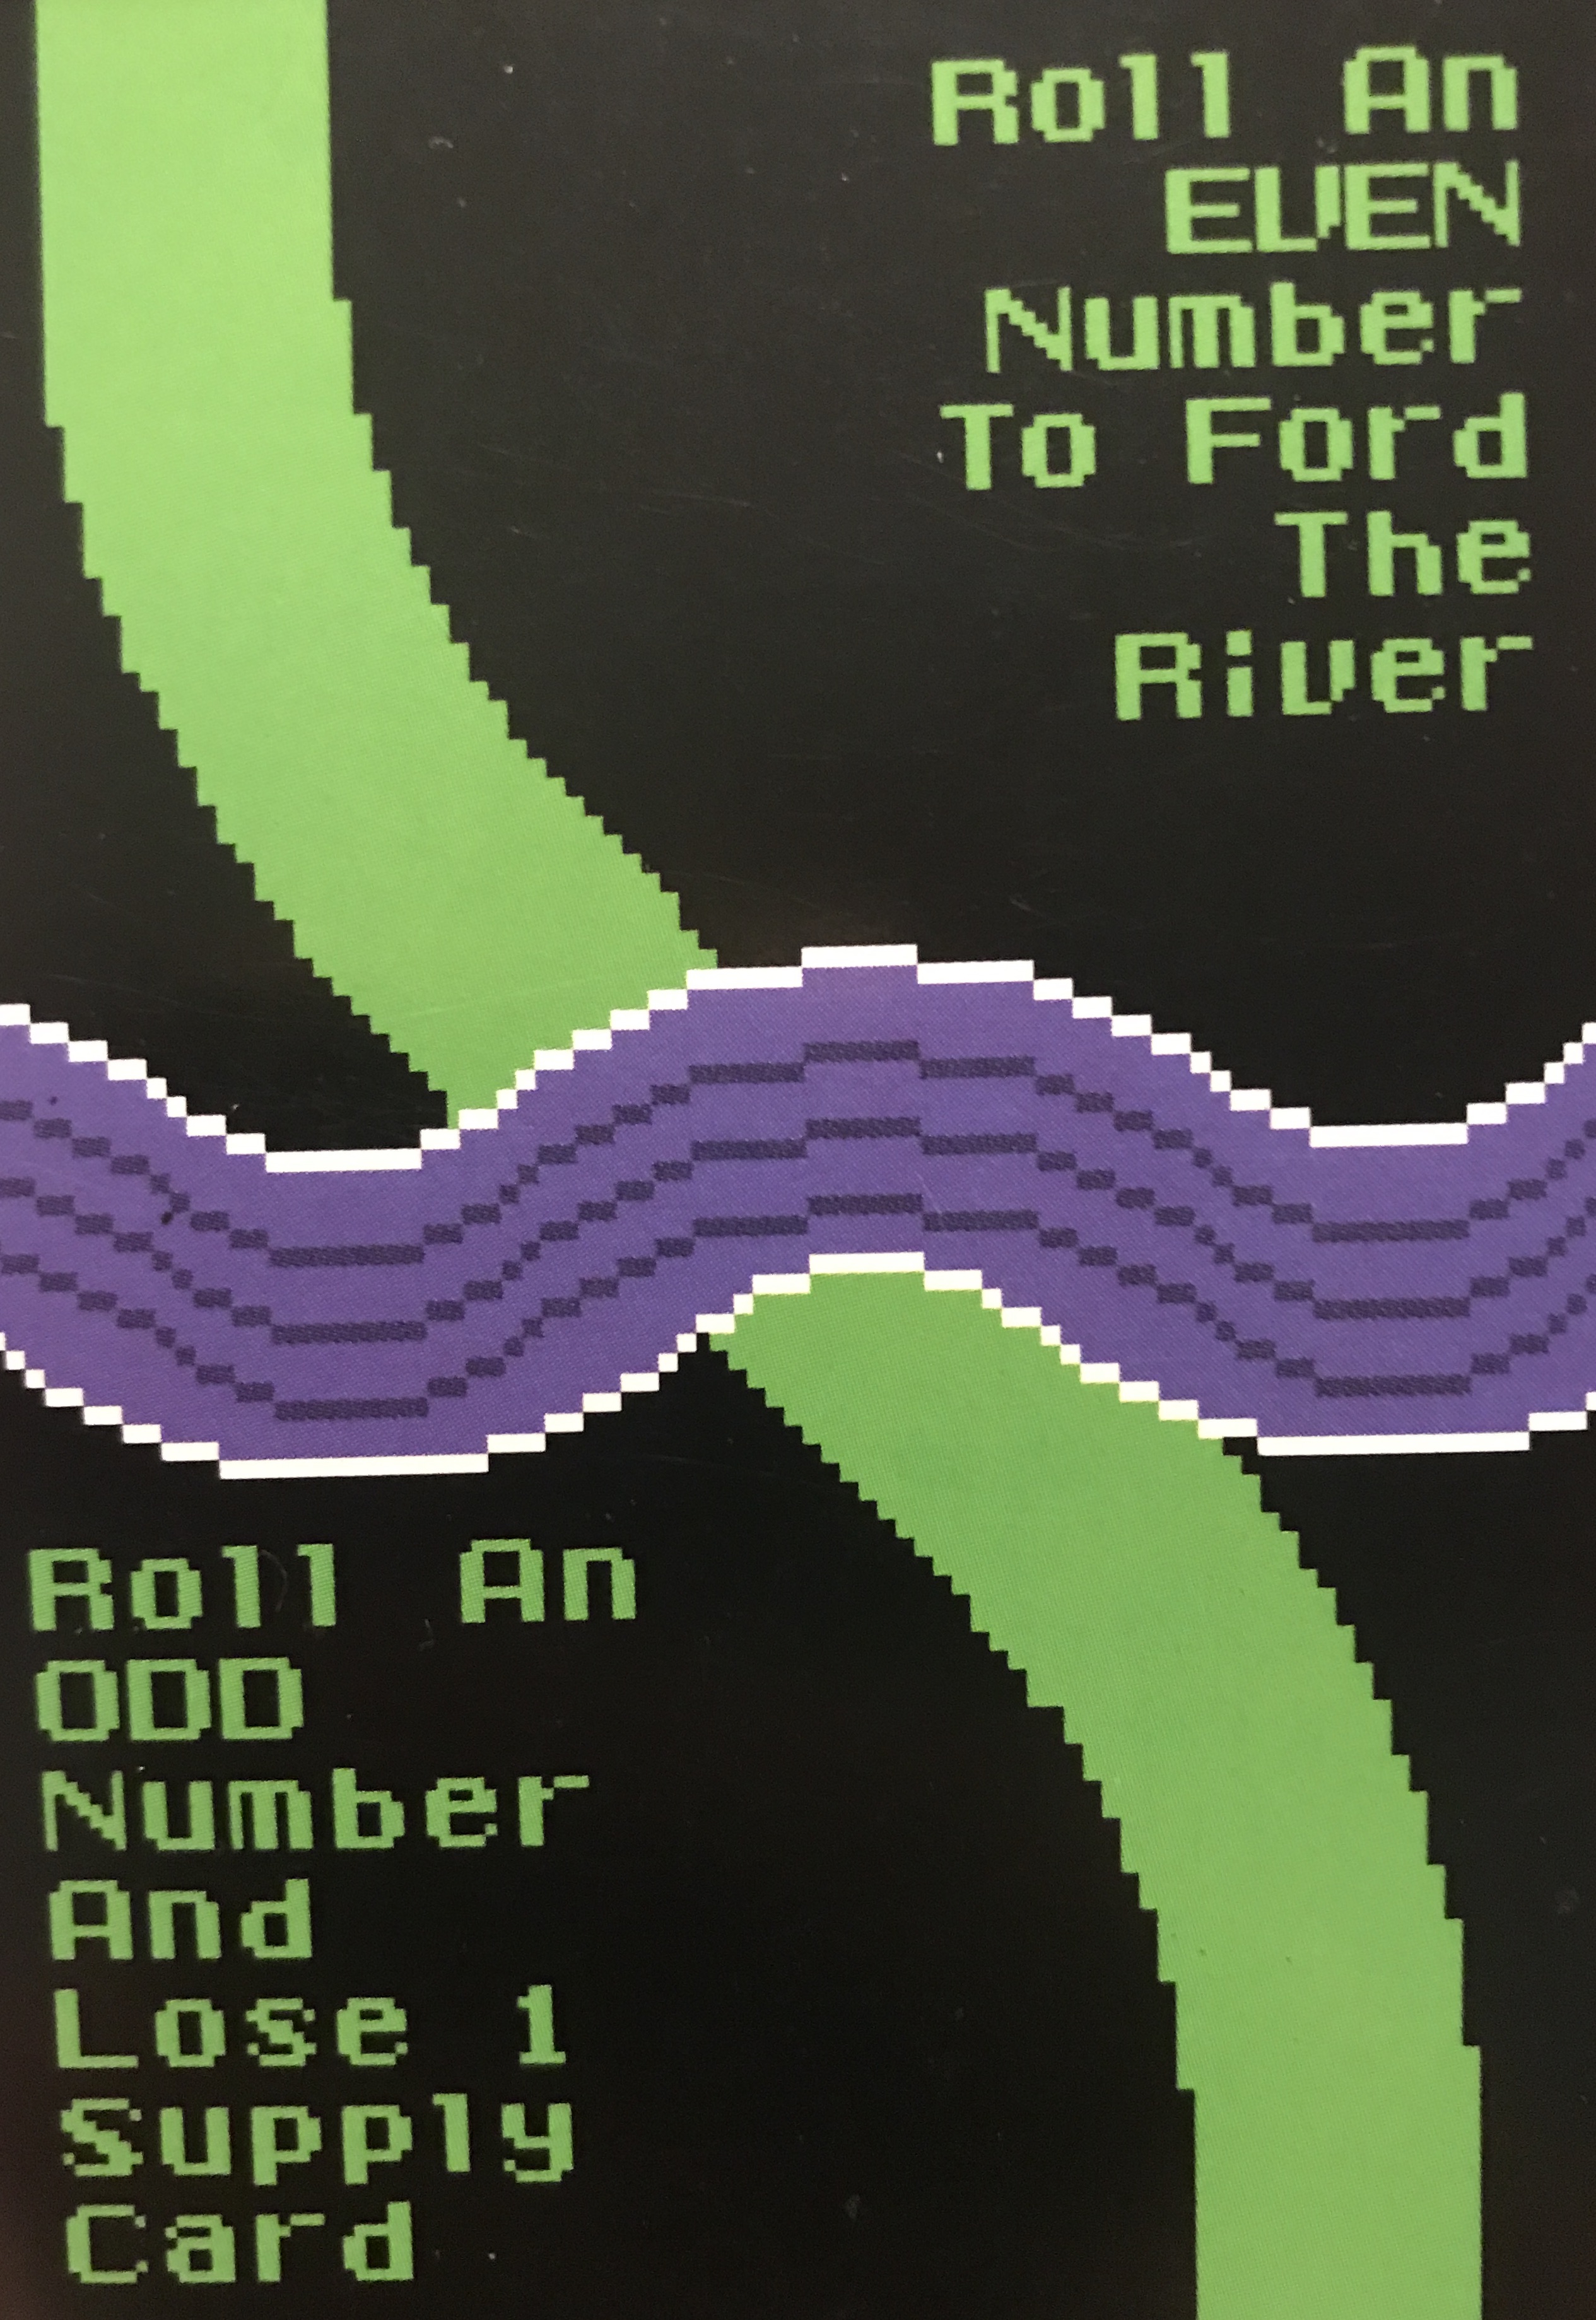 Roll An
EVEN
Number
To Ford
The
River
Roll An
ODD
Number
And
Lose 1
Supply
Card